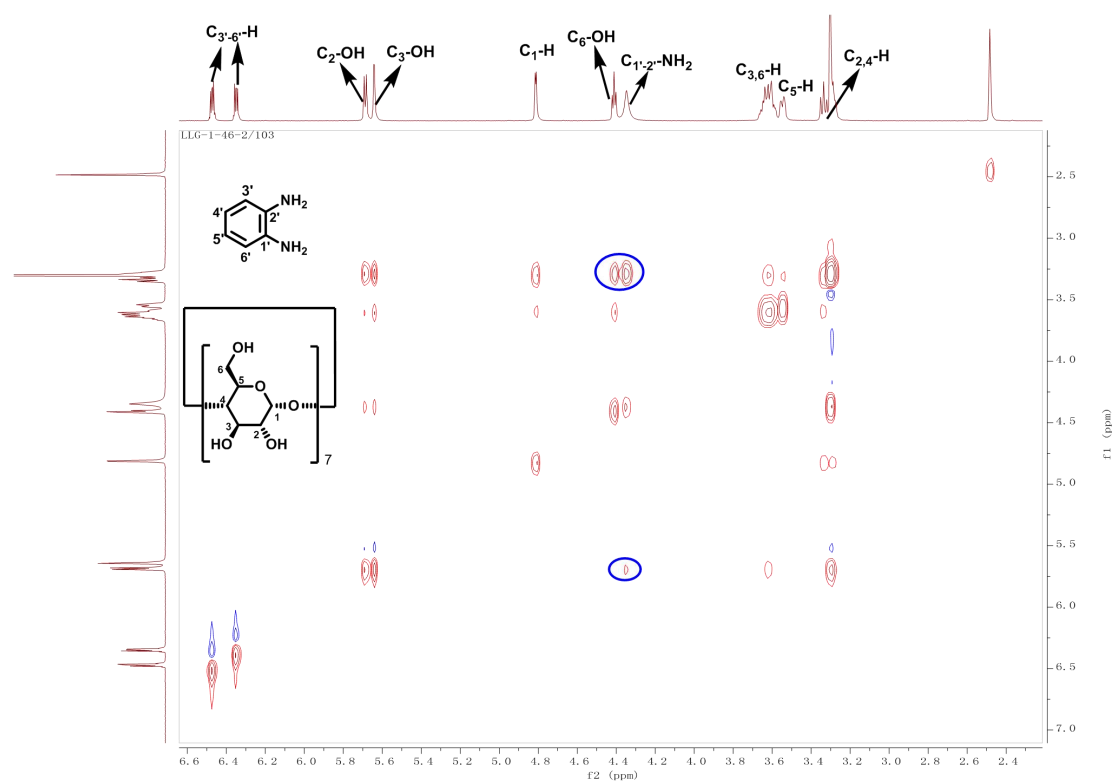 C3'-6'-H
C2-OH
C3-OH
C1-H
C6-OH
C1'-2'-NH2
C3,6-H
C5-H
C2,4-H
LLG-1-46-2/103
3'
4'
5'
6'
2'
1'
NH2
NH2
OH
6
5
O
4
1
O
3
2
HO
OH
7
2.5
3.0
3.5
4.0
4.5
5.0
5.5
6.0
6.5
7.0
f1 (ppm)
6.6 6.4 6.2 6.0 5.8 5.6 5.4 5.2 5.0 4.8 4.6 4.4 4.2 4.0 3.8 3.6 3.4 3.2 3.0 2.8 2.6 2.4
f2 (ppm)